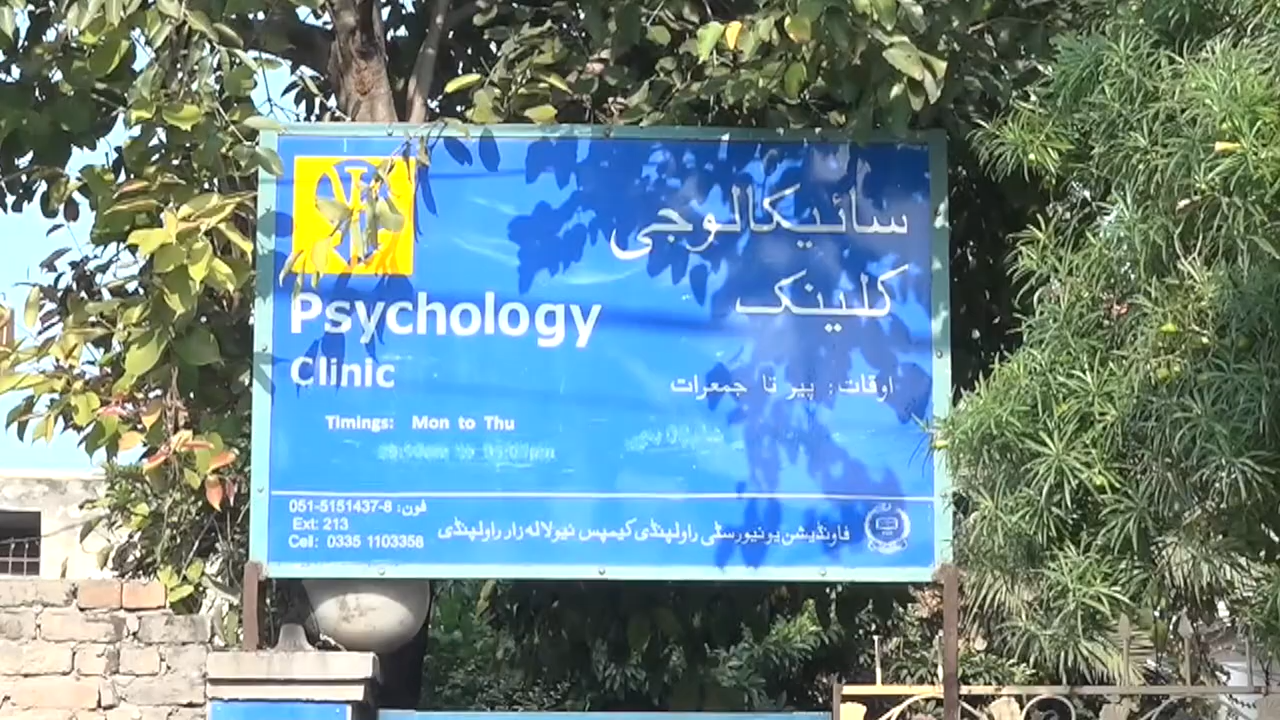 سائیکالوجی
کلینک
Psychology
Clinic
اوقات: پیر تا جمعرات
Timings: Mon to Thu
فون: 051-5151437-8
Ext: 213
Cell: 0335 1103358
فاونڈیشن یونیورسٹی راولپنڈی کیمپس نیو لالہ زار راولپنڈی